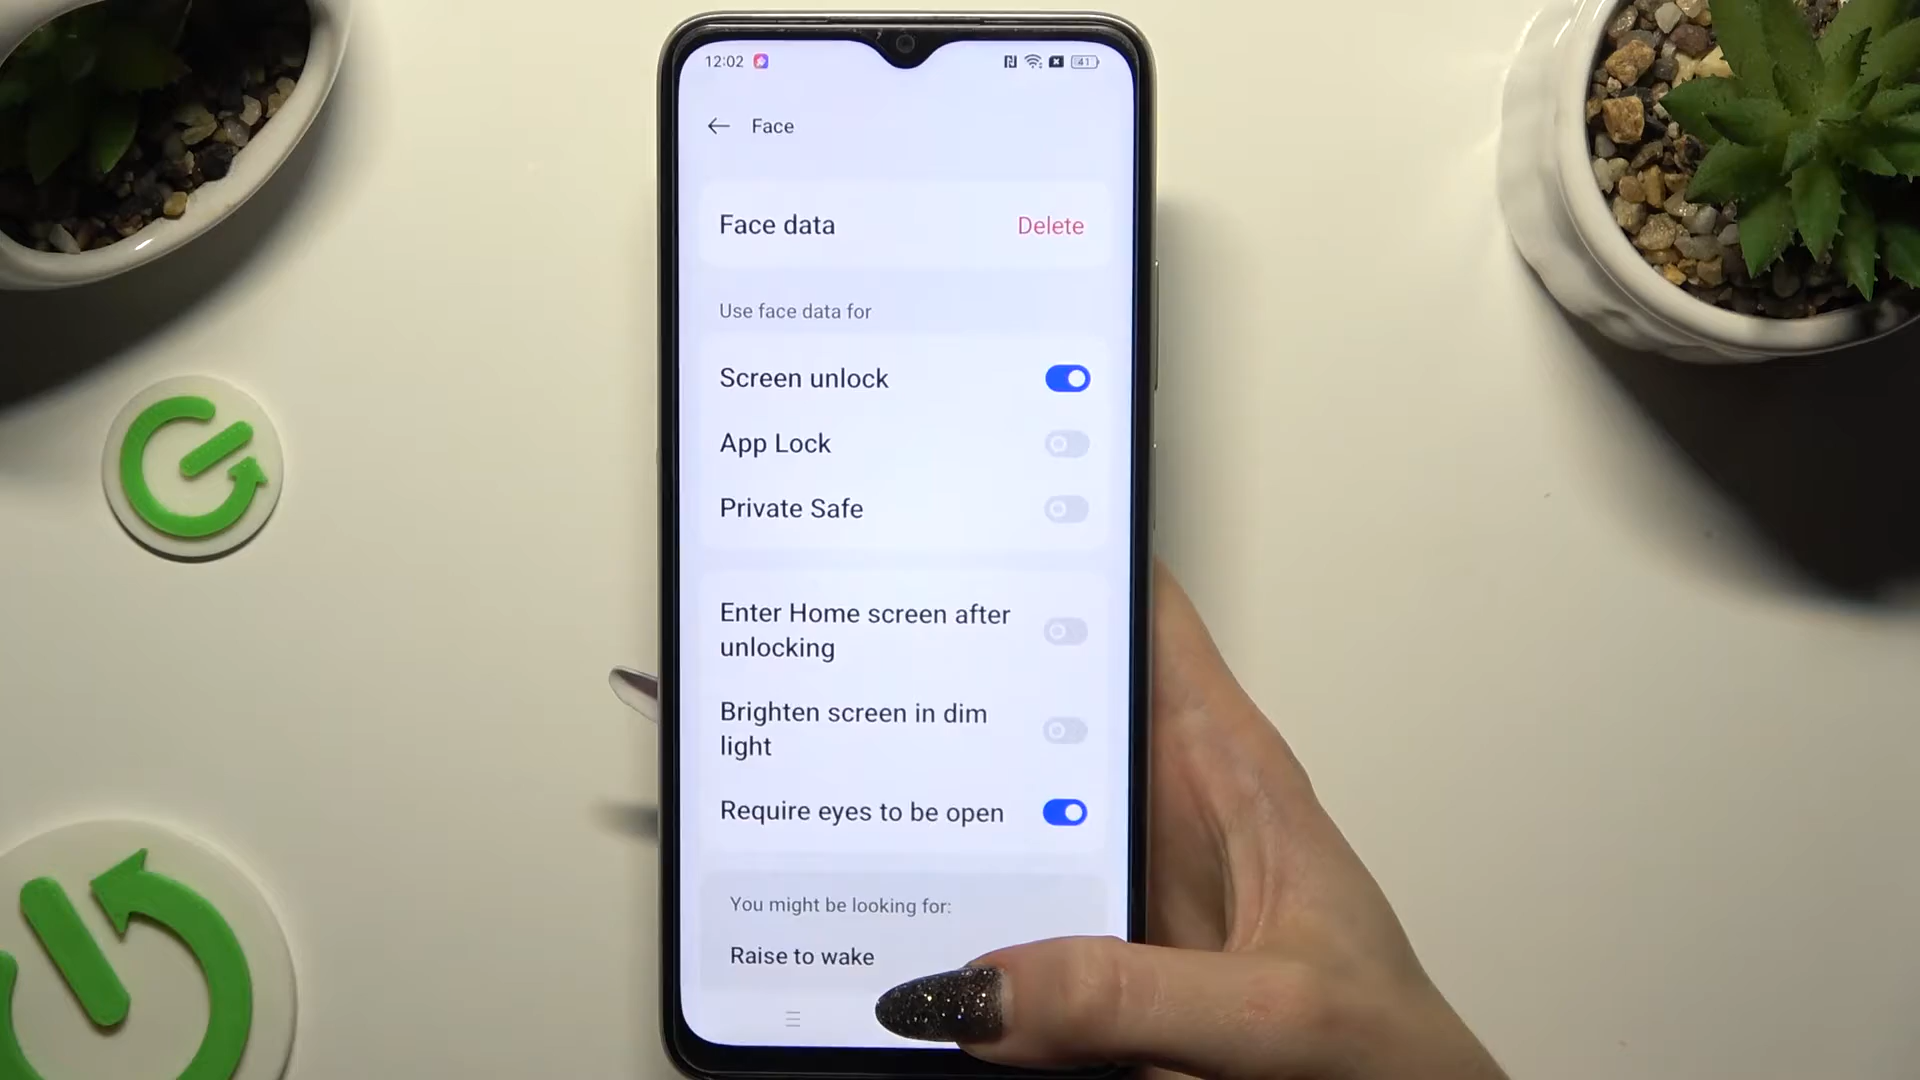 12:02
41
Face
Face data
Delete
Use face data for
Screen unlock
App Lock
Private Safe
Enter Home screen after
unlocking
Brighten screen in dim
light
Require eyes to be open
You might be looking for:
Raise to wake